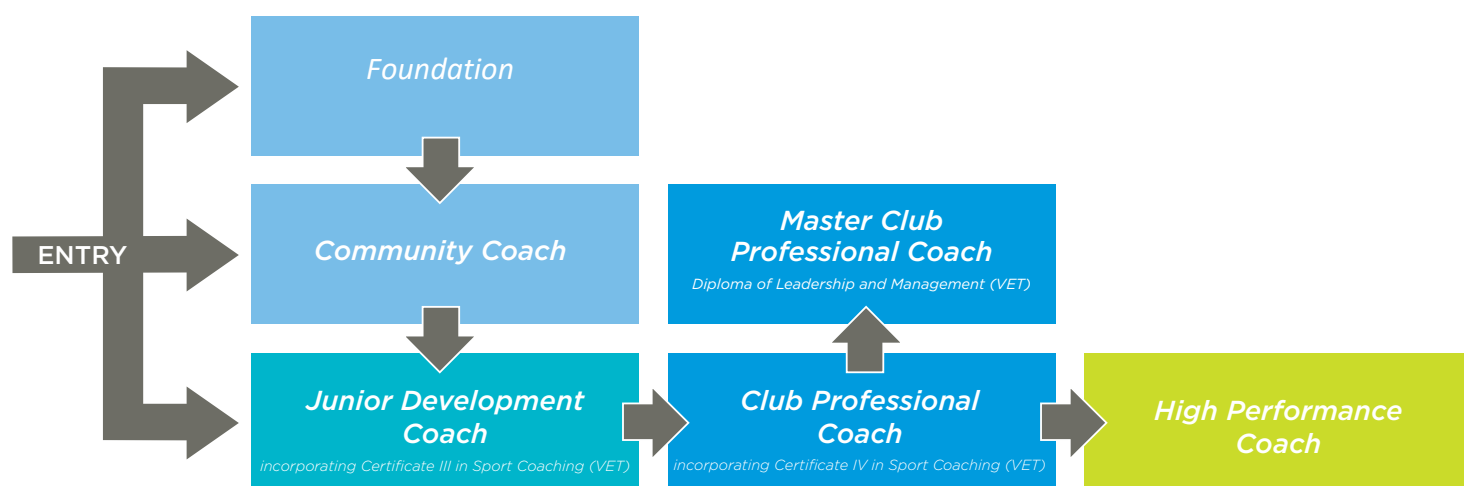 Foundation
ENTRY
Community Coach
Master Club
Professional Coach
Diploma of Leadership and Management (VET)
Junior Development
Coach
incorporating Certificate III in Sport Coaching (VET)
Club Professional
Coach
incorporating Certificate IV in Sport Coaching (VET)
High Performance
Coach